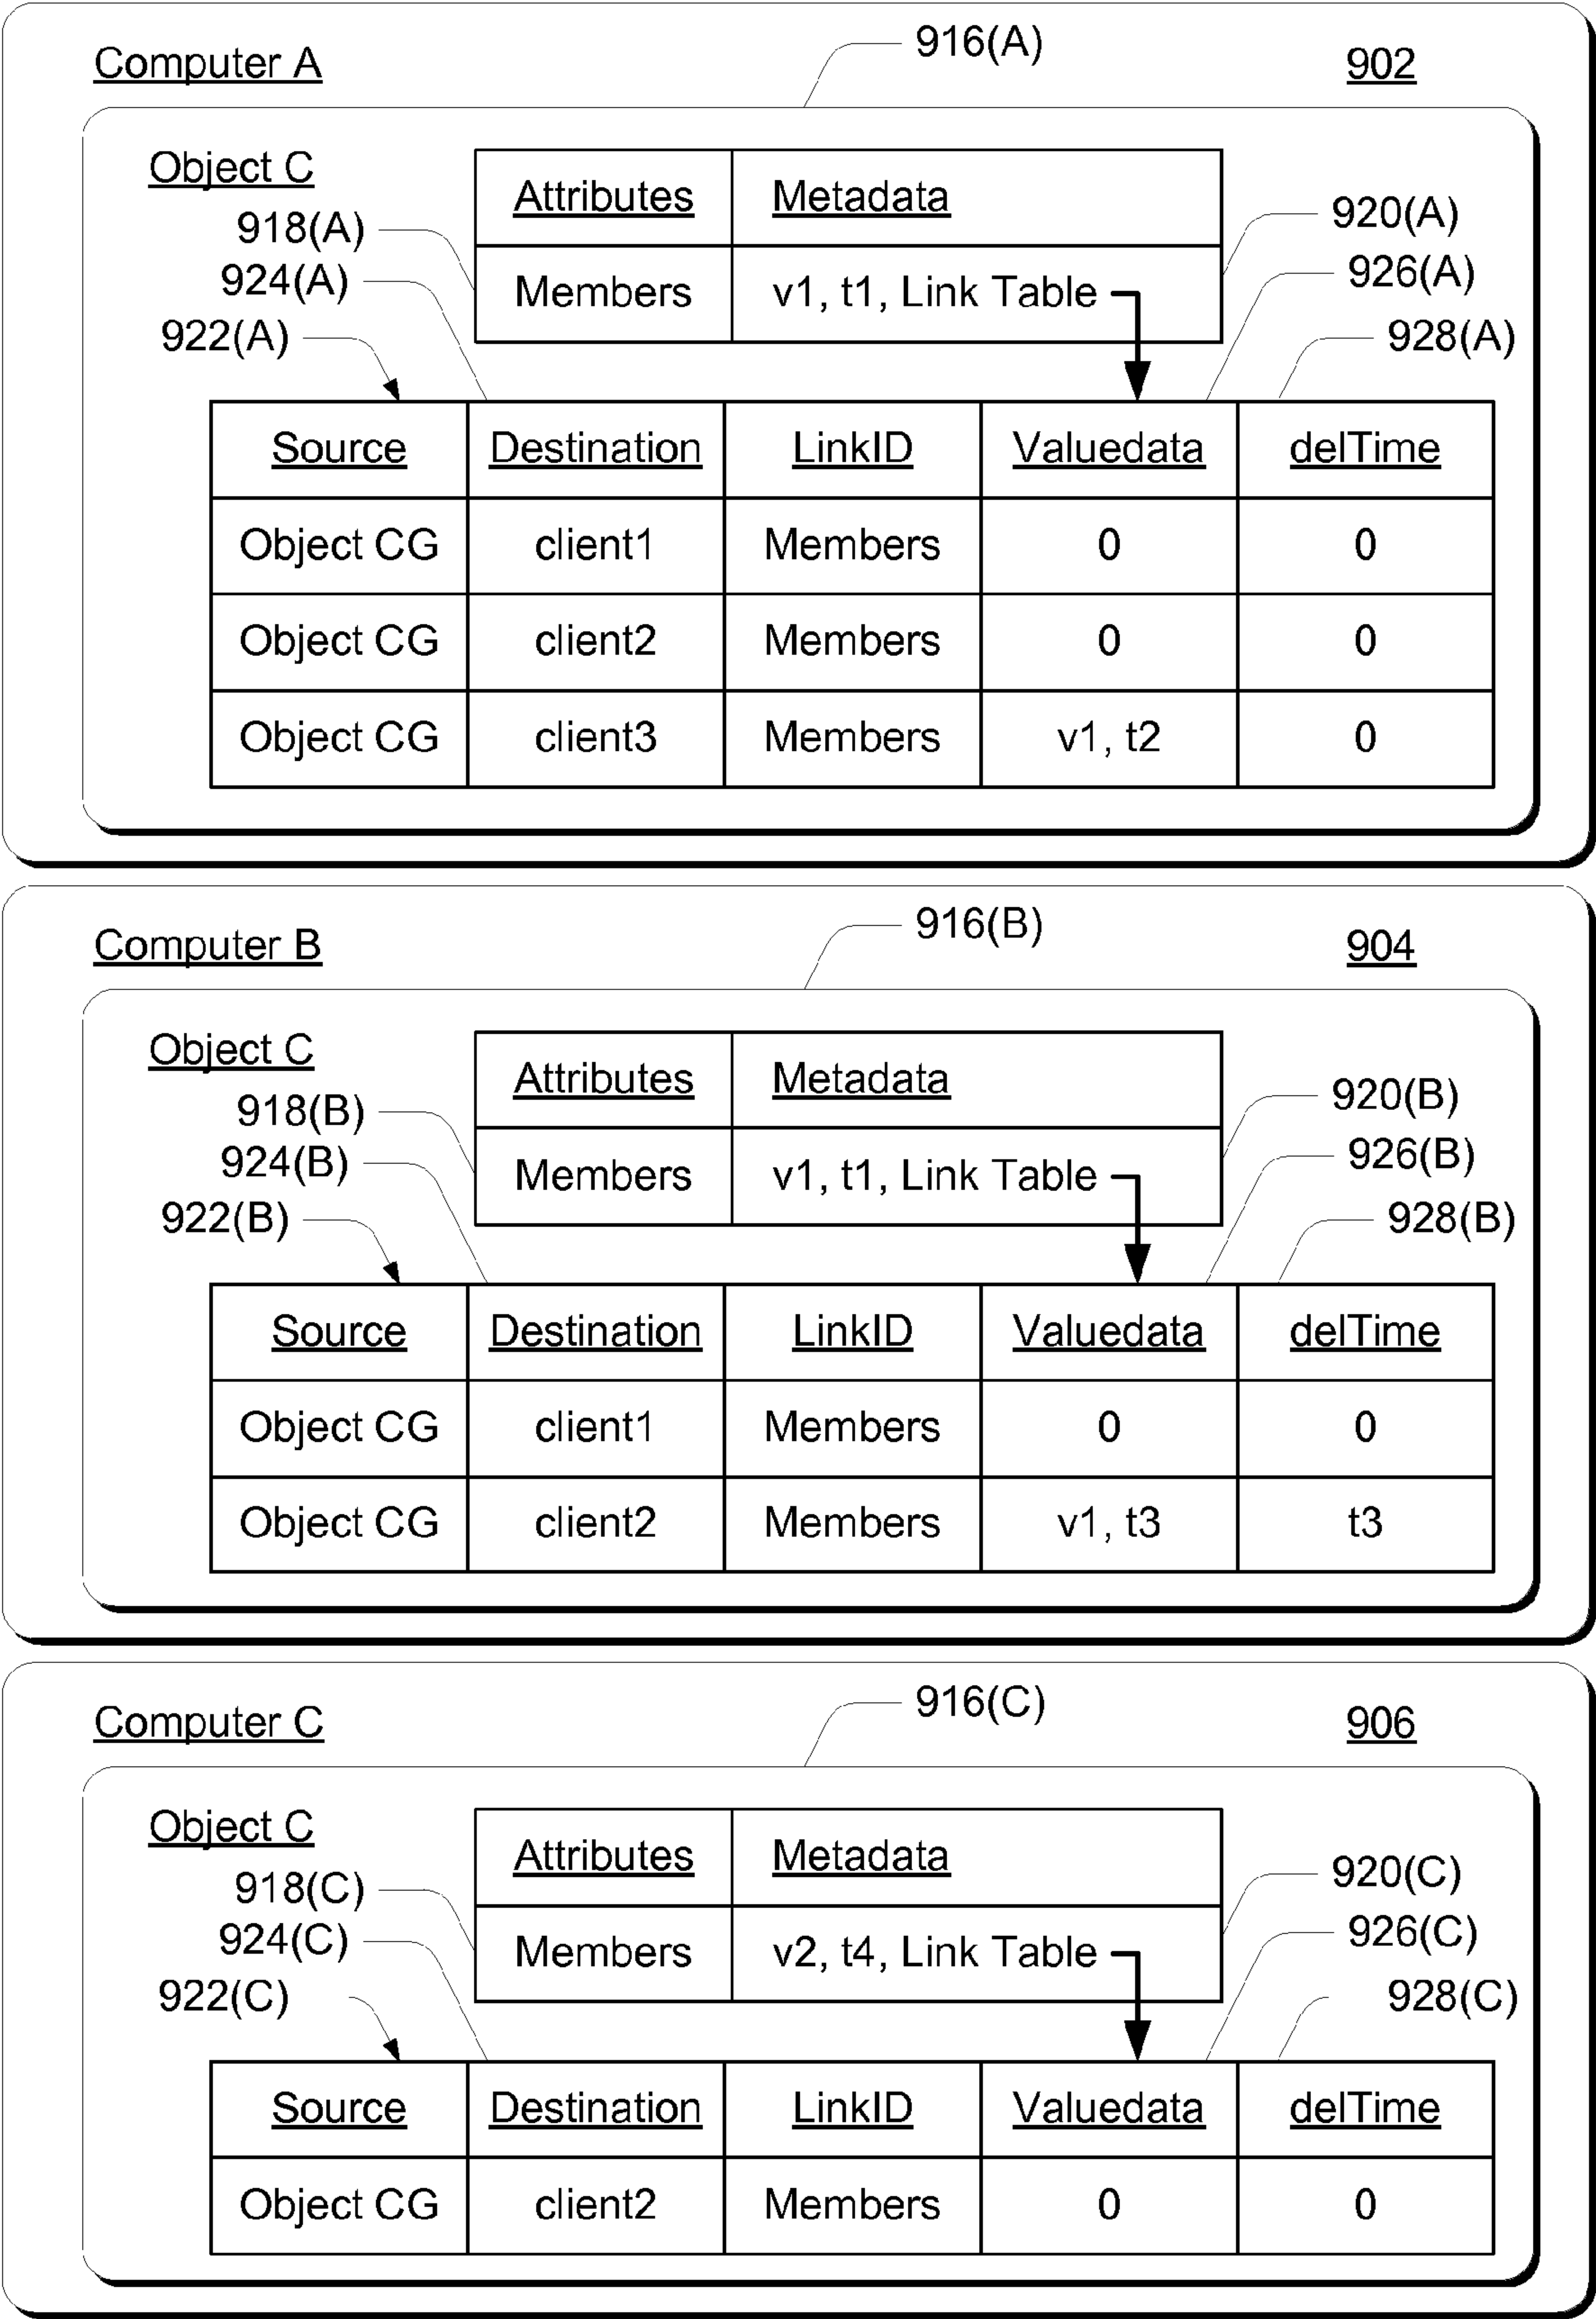 916(A)
Computer A 902
Object C
Attributes Metadata
918(A) 920(A)
924(A) Members v1, t1, Link Table 926(A)
922(A) 928(A)
Source Destination LinkID Valuedata delTime
Object CG client1 Members 0 0
Object CG client2 Members 0 0
Object CG client3 Members v1, t2 0
916(B)
Computer B 904
Object C
Attributes Metadata
918(B) 920(B)
924(B) Members v1, t1, Link Table 926(B)
922(B) 928(B)
Source Destination LinkID Valuedata delTime
Object CG client1 Members 0 0
Object CG client2 Members v1, t3 t3
916(C)
Computer C 906
Object C
Attributes Metadata
918(C) 920(C)
924(C) Members v2, t4, Link Table 926(C)
922(C) 928(C)
Source Destination LinkID Valuedata delTime
Object CG client2 Members 0 0